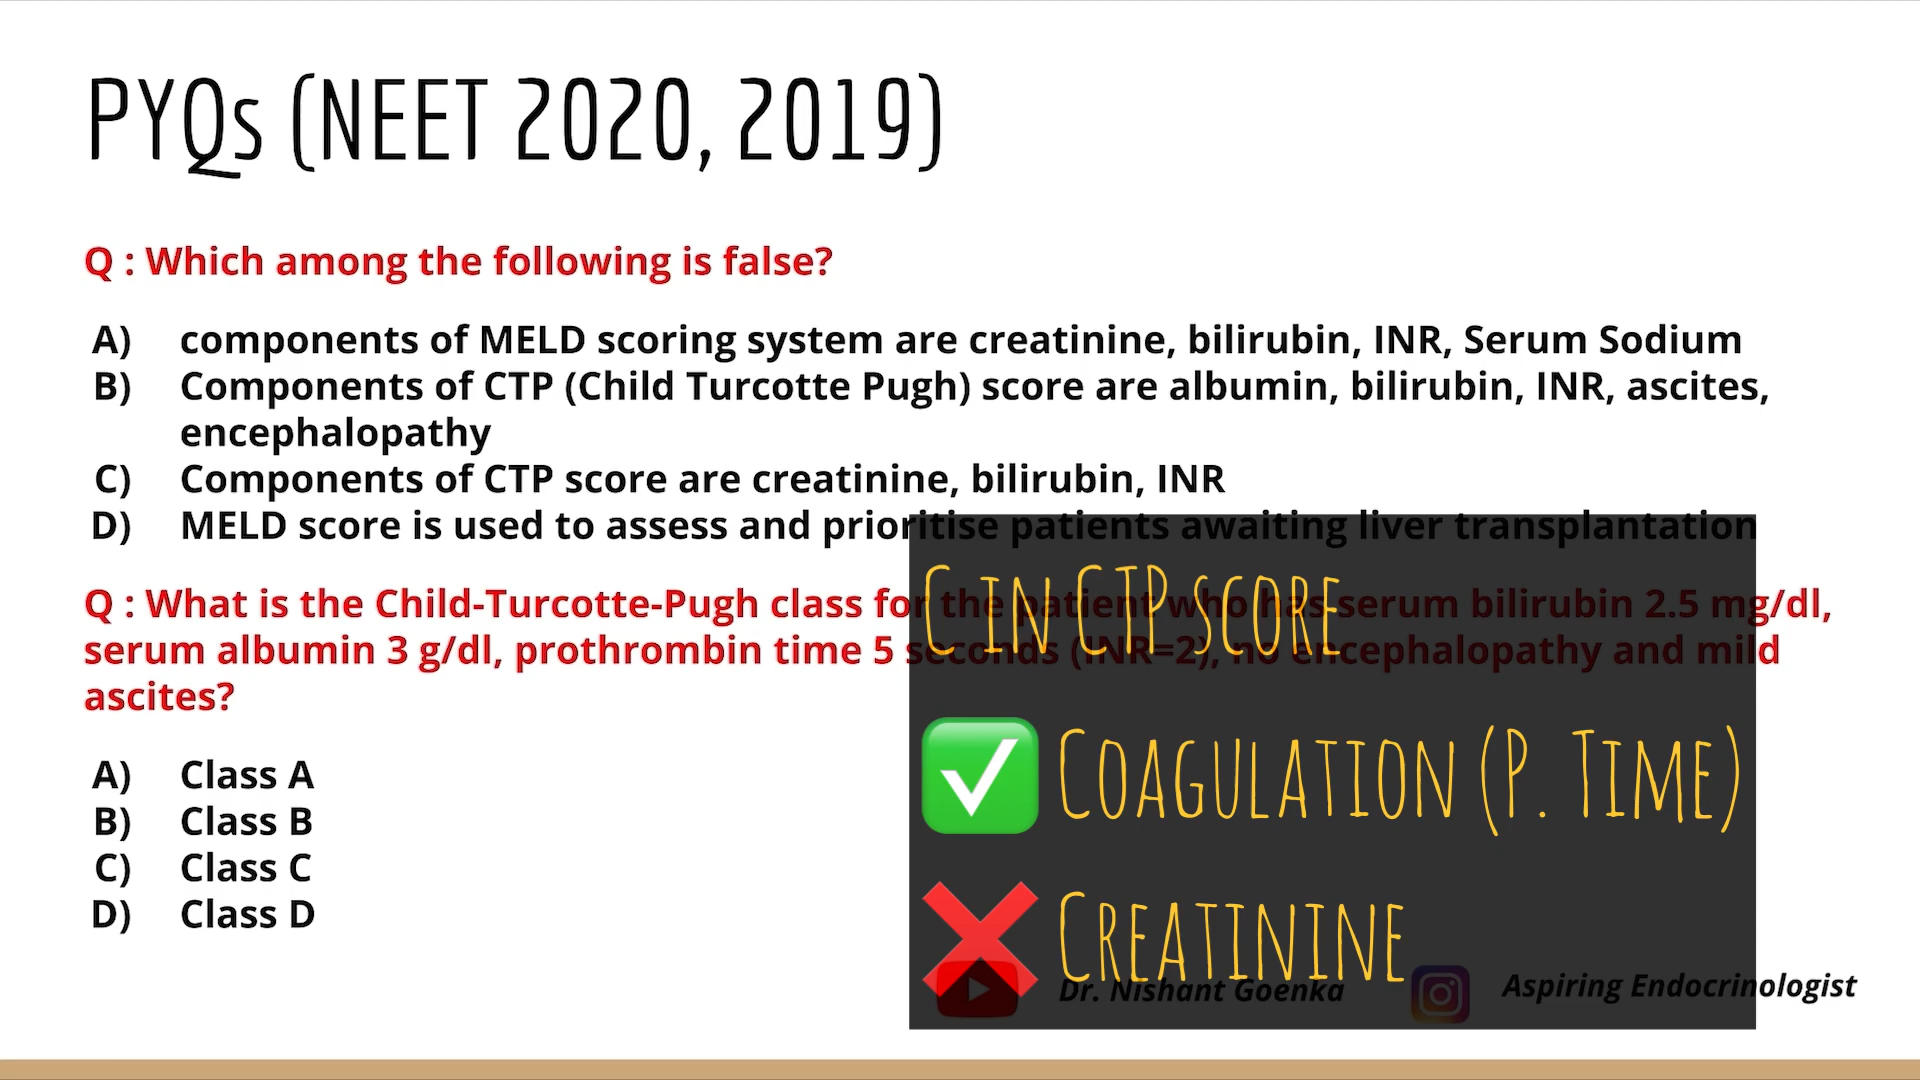 PYQs (NEET 2020, 2019)
Q : Which among the following is false?
A) components of MELD scoring system are creatinine, bilirubin, INR, Serum Sodium
B) Components of CTP (Child Turcotte Pugh) score are albumin, bilirubin, INR, ascites,
encephalopathy
C) Components of CTP score are creatinine, bilirubin, INR
D) MELD score is used to assess and prioritise patients awaiting liver transplantation
Q : What is the Child-Turcotte-Pugh class for the patient who has serum bilirubin 2.5 mg/dl,
serum albumin 3 g/dl, prothrombin time 5 seconds (INR=2), no encephalopathy and mild
ascites?
A) Class A
B) Class B
C) Class C
D) Class D
C in CTP score
Coagulation (P. Time)
Creatinine
Dr. Nishant Goenka
Aspiring Endocrinologist